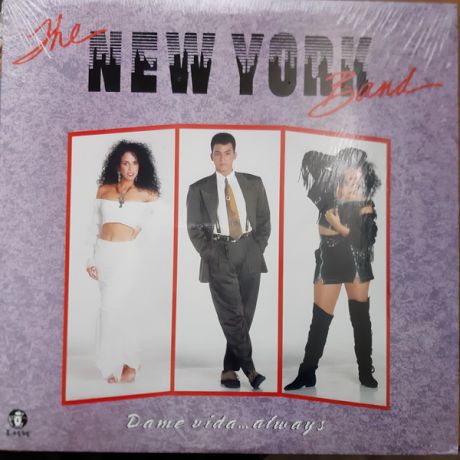 The
NEW YORK
Band
Dame vida...always